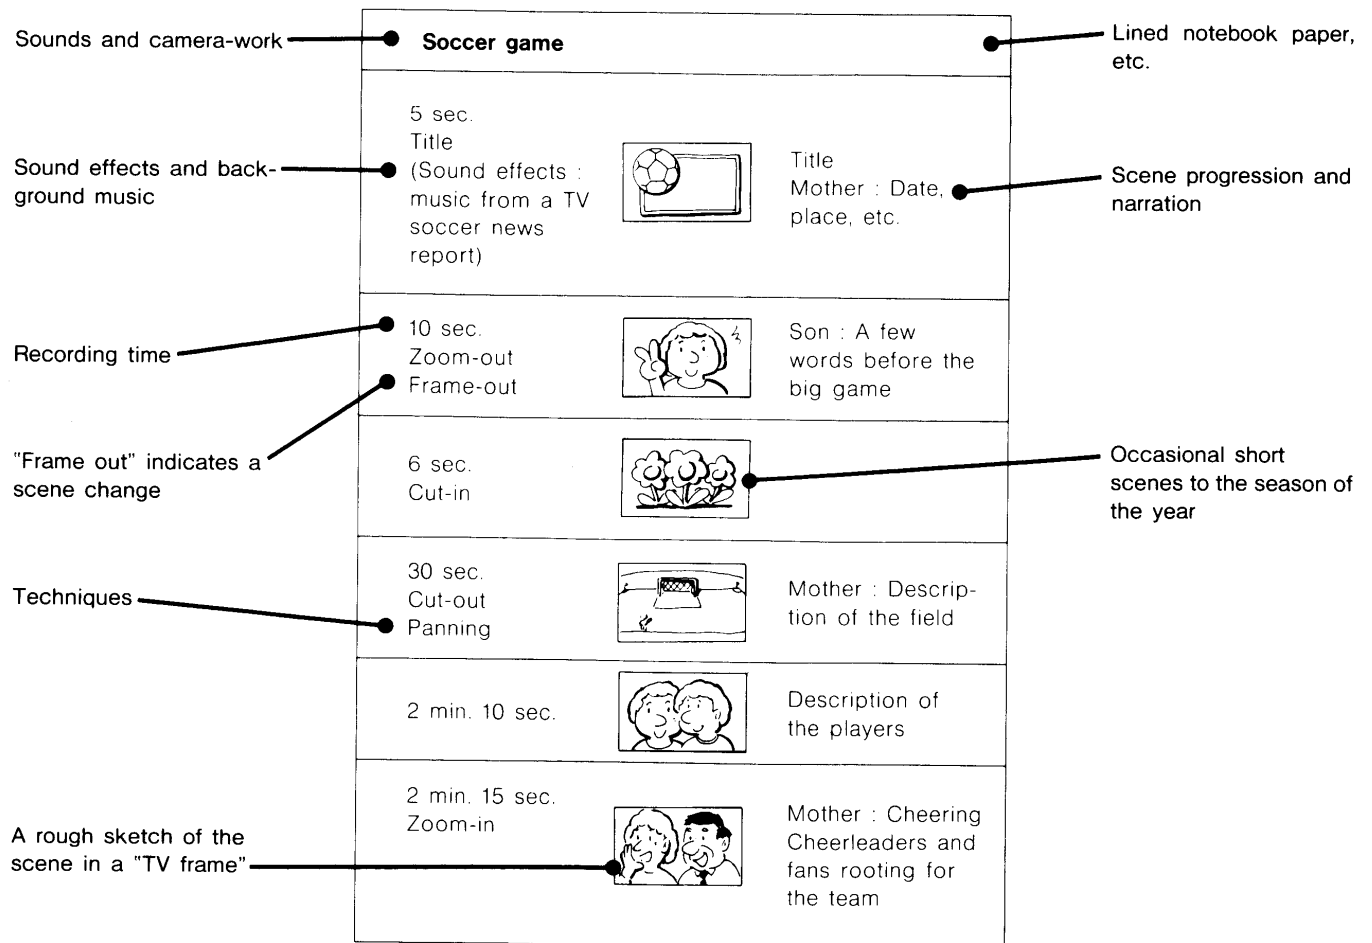 Sounds and camera-work
Soccer game
Lined notebook paper,
etc.
Sound effects and back-
ground music
5 sec.
Title
(Sound effects :
music from a TV
soccer news
report)
Title
Mother : Date,
place, etc.
Scene progression and
narration
Recording time
10 sec.
Zoom-out
Frame-out
Son : A few
words before the
big game
"Frame out" indicates a
scene change
6 sec.
Cut-in
Occasional short
scenes to the season of
the year
Techniques
30 sec.
Cut-out
Panning
Mother : Descrip-
tion of the field
2 min. 10 sec.
Description of
the players
A rough sketch of the
scene in a "TV frame"
2 min. 15 sec.
Zoom-in
Mother : Cheering
Cheerleaders and
fans rooting for
the team